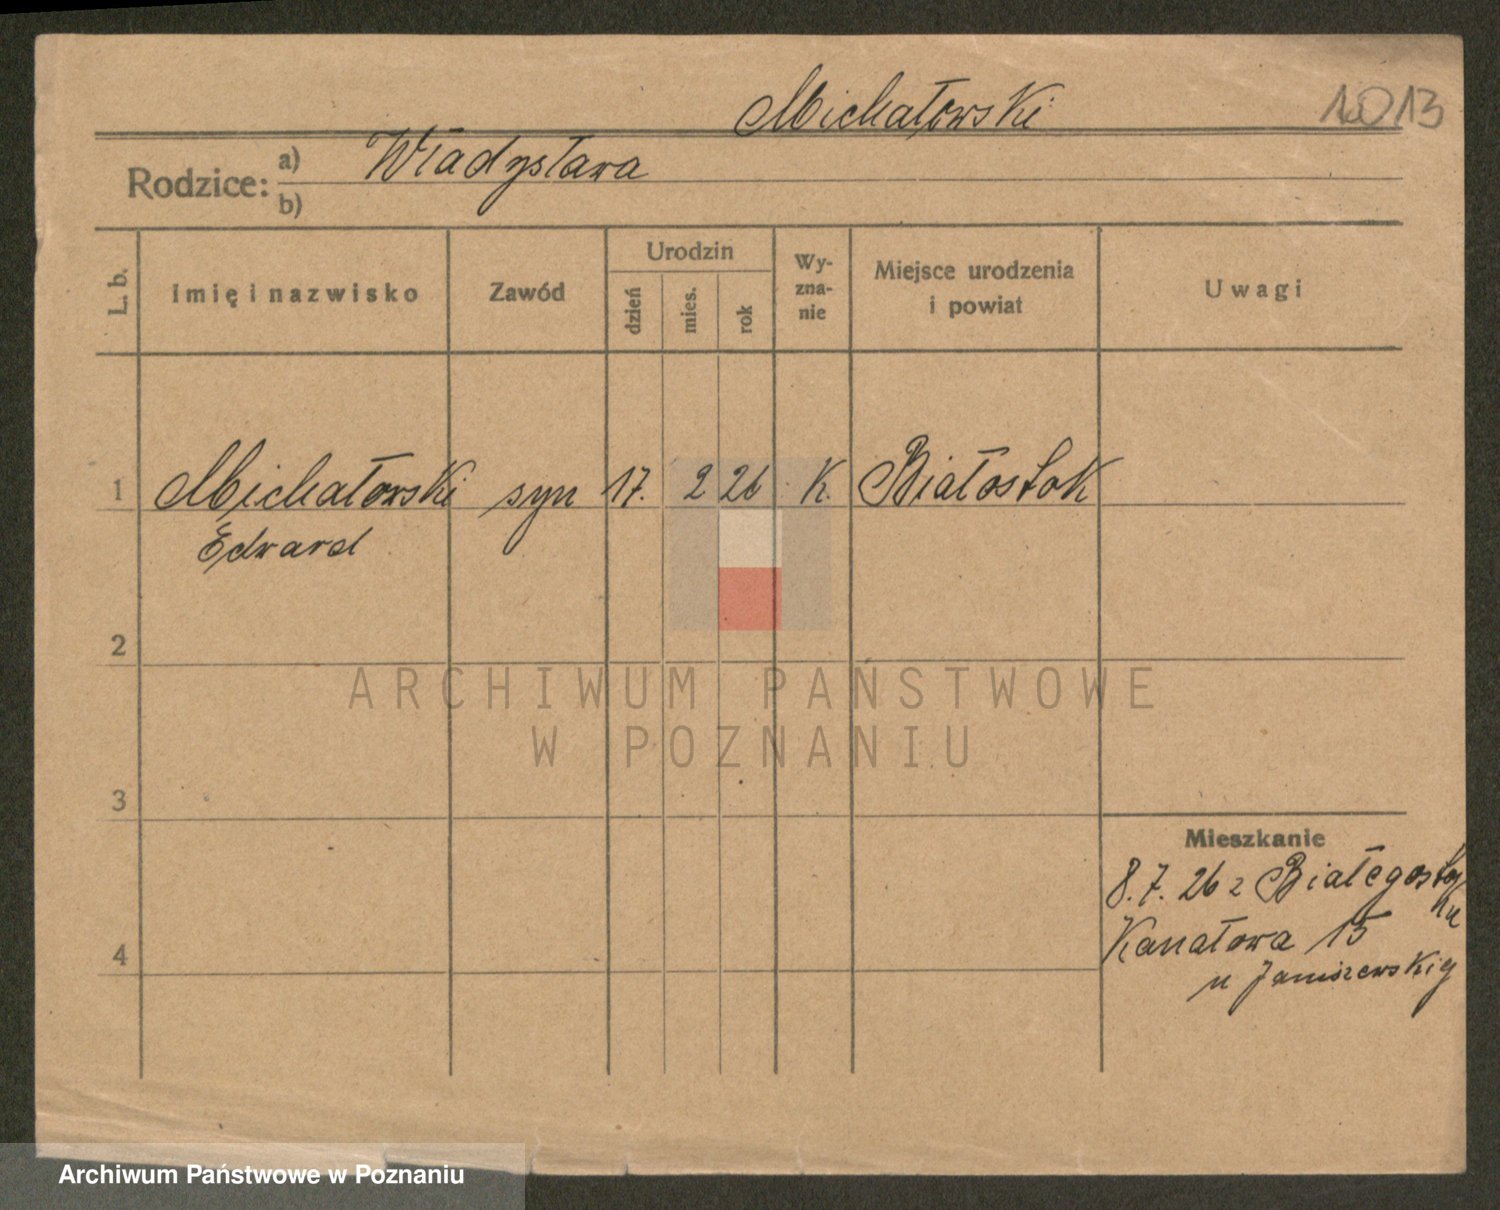 Michałowski
1013
Rodzice:
a) Władysława
b)
L. b.
Imię i nazwisko
Zawód
Urodzin
dzień
mies.
rok
Wy-
zna-
nie
Miejsce urodzenia
i powiat
Uwagi
1 Michałowski syn 17. 2 26 K. Białostok
Edward
2
ARCHIWUM PAŃSTWOWE
W POZNANIU
3
Mieszkanie
8.7.26 z Białegostoku
Kanałowa 15
4
u Janiszewskiej
Archiwum Państwowe w Poznaniu